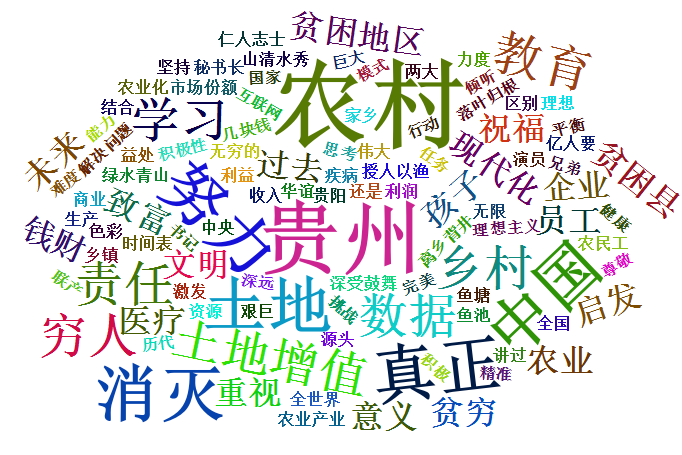 仁人志士
贫困地区
教育
坚持
秘书长
山清水秀
巨大
模式
两大
力度
倾听
农业化
市场份额
国家
互联网
农村
落叶归根
区别
理想
结合
学习
几块钱
家乡
行动
祝福
平衡
能力
未来
难度
解决
问题
益处
积极性
无穷的
过去
思考
伟大
任务
现代化
演员
兄弟
亿人要
贫困县
绿水青山
努力
利益
疾病
授人以渔
孩子
企业
商业
致富
收入
华谊
贵阳
还是
利润
无限
员工
健康
钱财
生产
色彩
书记
中央
贵州
背井
离乡
理想主义
乡镇
时间表
文明
乡村
中国
农民工
尊敬
联产
责任
激发
深远
深受鼓舞
完美
鱼塘
启发
资源
艰巨
土地
挑战
数据
鱼池
全国
穷人
医疗
历代
土地增值
源头
积极
真正
讲过
农业
精准
消灭
重视
全世界
农业产业
意义
贫穷